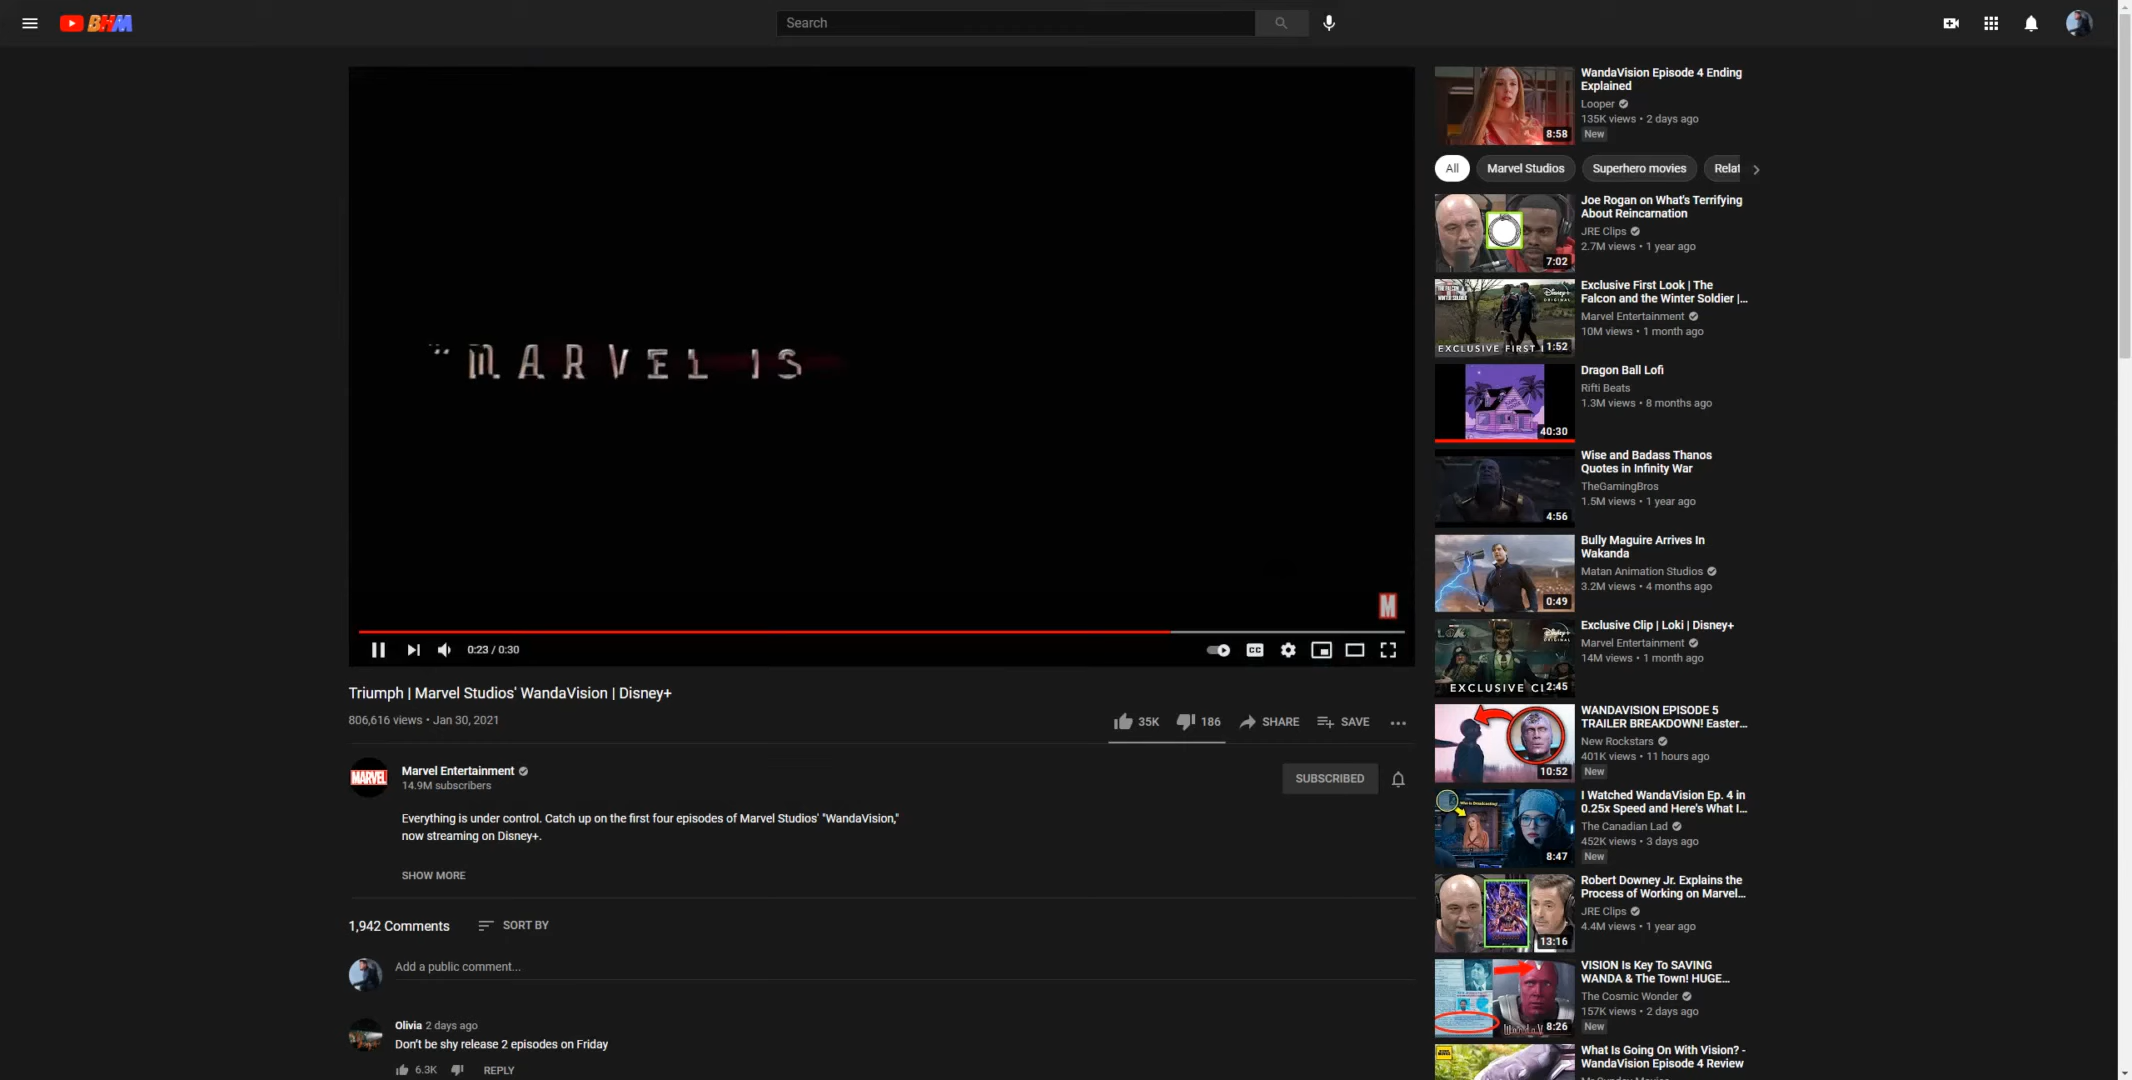 BHM
Search
"MARVEL IS
M
0:23 / 0:30
CC
Triumph | Marvel Studios' WandaVision | Disney+
806,616 views • Jan 30, 2021
35K
186
SHARE
SAVE
MARVEL
Marvel Entertainment
14.9M subscribers
SUBSCRIBED
Everything is under control. Catch up on the first four episodes of Marvel Studios' "WandaVision,"
now streaming on Disney+.
SHOW MORE
1,942 Comments
SORT BY
Add a public comment...
Olivia 2 days ago
Don't be shy release 2 episodes on Friday
6.3K
REPLY
8:58
WandaVision Episode 4 Ending
Explained
Looper
135K views • 2 days ago
New
All
Marvel Studios
Superhero movies
Relat
7:02
Joe Rogan on What's Terrifying
About Reincarnation
JRE Clips
2.7M views • 1 year ago
Disney+
ORIGINAL
EXCLUSIVE FIRST
1:52
Exclusive First Look | The
Falcon and the Winter Soldier |...
Marvel Entertainment
10M views • 1 month ago
40:30
Dragon Ball Lofi
Rifti Beats
1.3M views • 8 months ago
4:56
Wise and Badass Thanos
Quotes in Infinity War
TheGamingBros
1.5M views • 1 year ago
0:49
Bully Maguire Arrives In
Wakanda
Matan Animation Studios
3.2M views • 4 months ago
LOKI
Disney+
ORIGINAL
EXCLUSIVE CL
2:45
Exclusive Clip | Loki | Disney+
Marvel Entertainment
14M views • 1 month ago
10:52
WANDAVISION EPISODE 5
TRAILER BREAKDOWN! Easter...
New Rockstars
401K views • 11 hours ago
New
8:47
I Watched WandaVision Ep. 4 in
0.25x Speed and Here's What I...
The Canadian Lad
452K views • 3 days ago
New
13:16
Robert Downey Jr. Explains the
Process of Working on Marvel...
JRE Clips
4.4M views • 1 year ago
8:26
VISION Is Key To SAVING
WANDA & The Town! HUGE...
The Cosmic Wonder
157K views • 2 days ago
New
What Is Going On With Vision? -
WandaVision Episode 4 Review